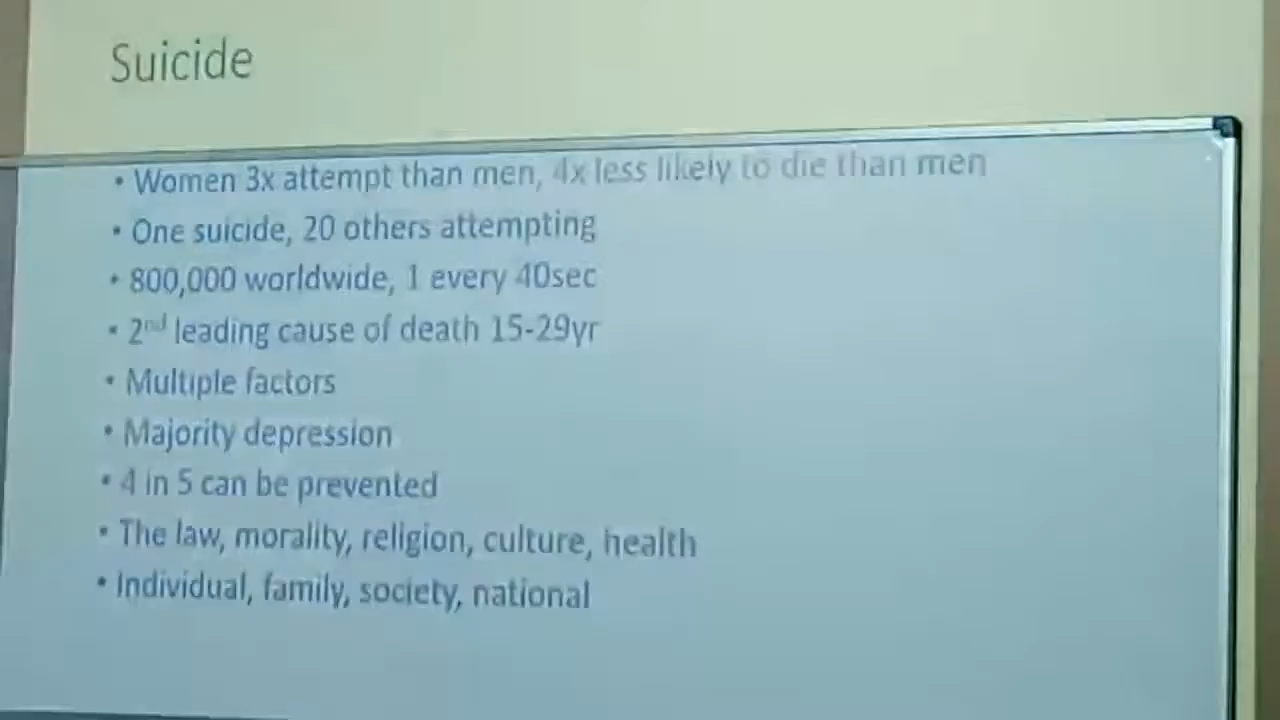 Suicide
• Women 3x attempt than men, 4x less likely to die than men
• One suicide, 20 others attempting
• 800,000 worldwide, 1 every 40sec
• 2nd leading cause of death 15-29yr
• Multiple factors
• Majority depression
• 4 in 5 can be prevented
• The law, morality, religion, culture, health
• Individual, family, society, national